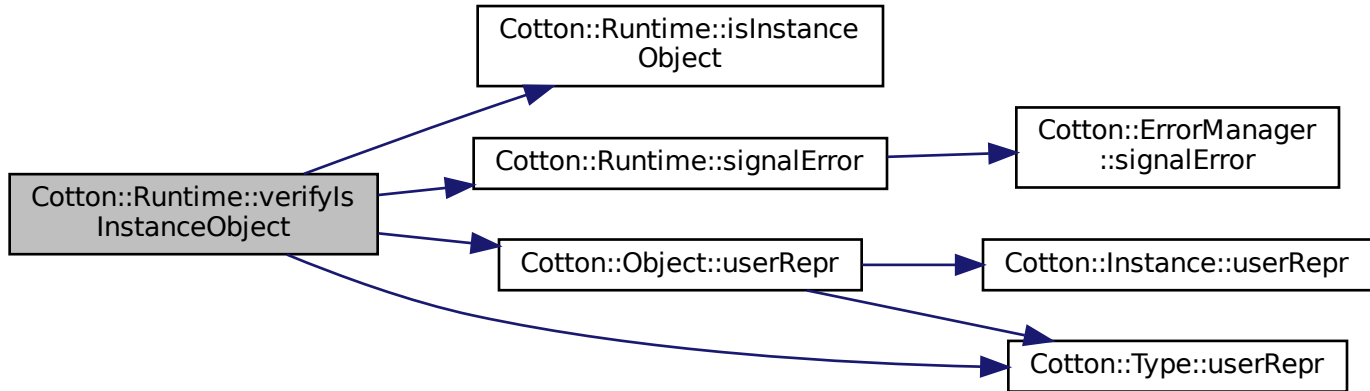 Cotton::Runtime::isInstance
Object
Cotton::Runtime::signalError
Cotton::ErrorManager
::signalError
Cotton::Runtime::verifyIs
InstanceObject
Cotton::Object::userRepr
Cotton::Instance::userRepr
Cotton::Type::userRepr